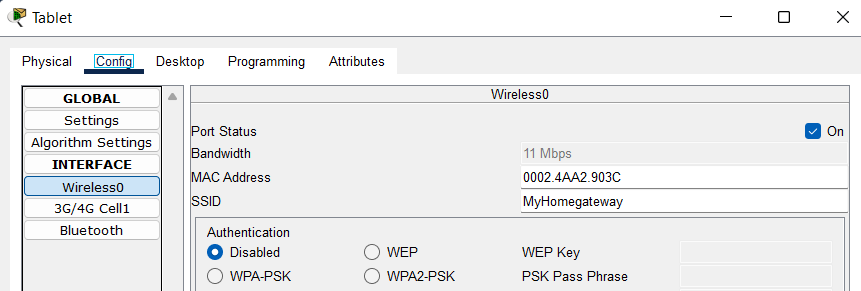 Tablet
Physical Config Desktop Programming Attributes
GLOBAL
Settings
Algorithm Settings
INTERFACE
Wireless0
3G/4G Cell1
Bluetooth
Wireless0
Port Status On
Bandwidth 11 Mbps
MAC Address 0002.4AA2.903C
SSID MyHomegateway
Authentication
Disabled WEP WEP Key
WPA-PSK WPA2-PSK PSK Pass Phrase